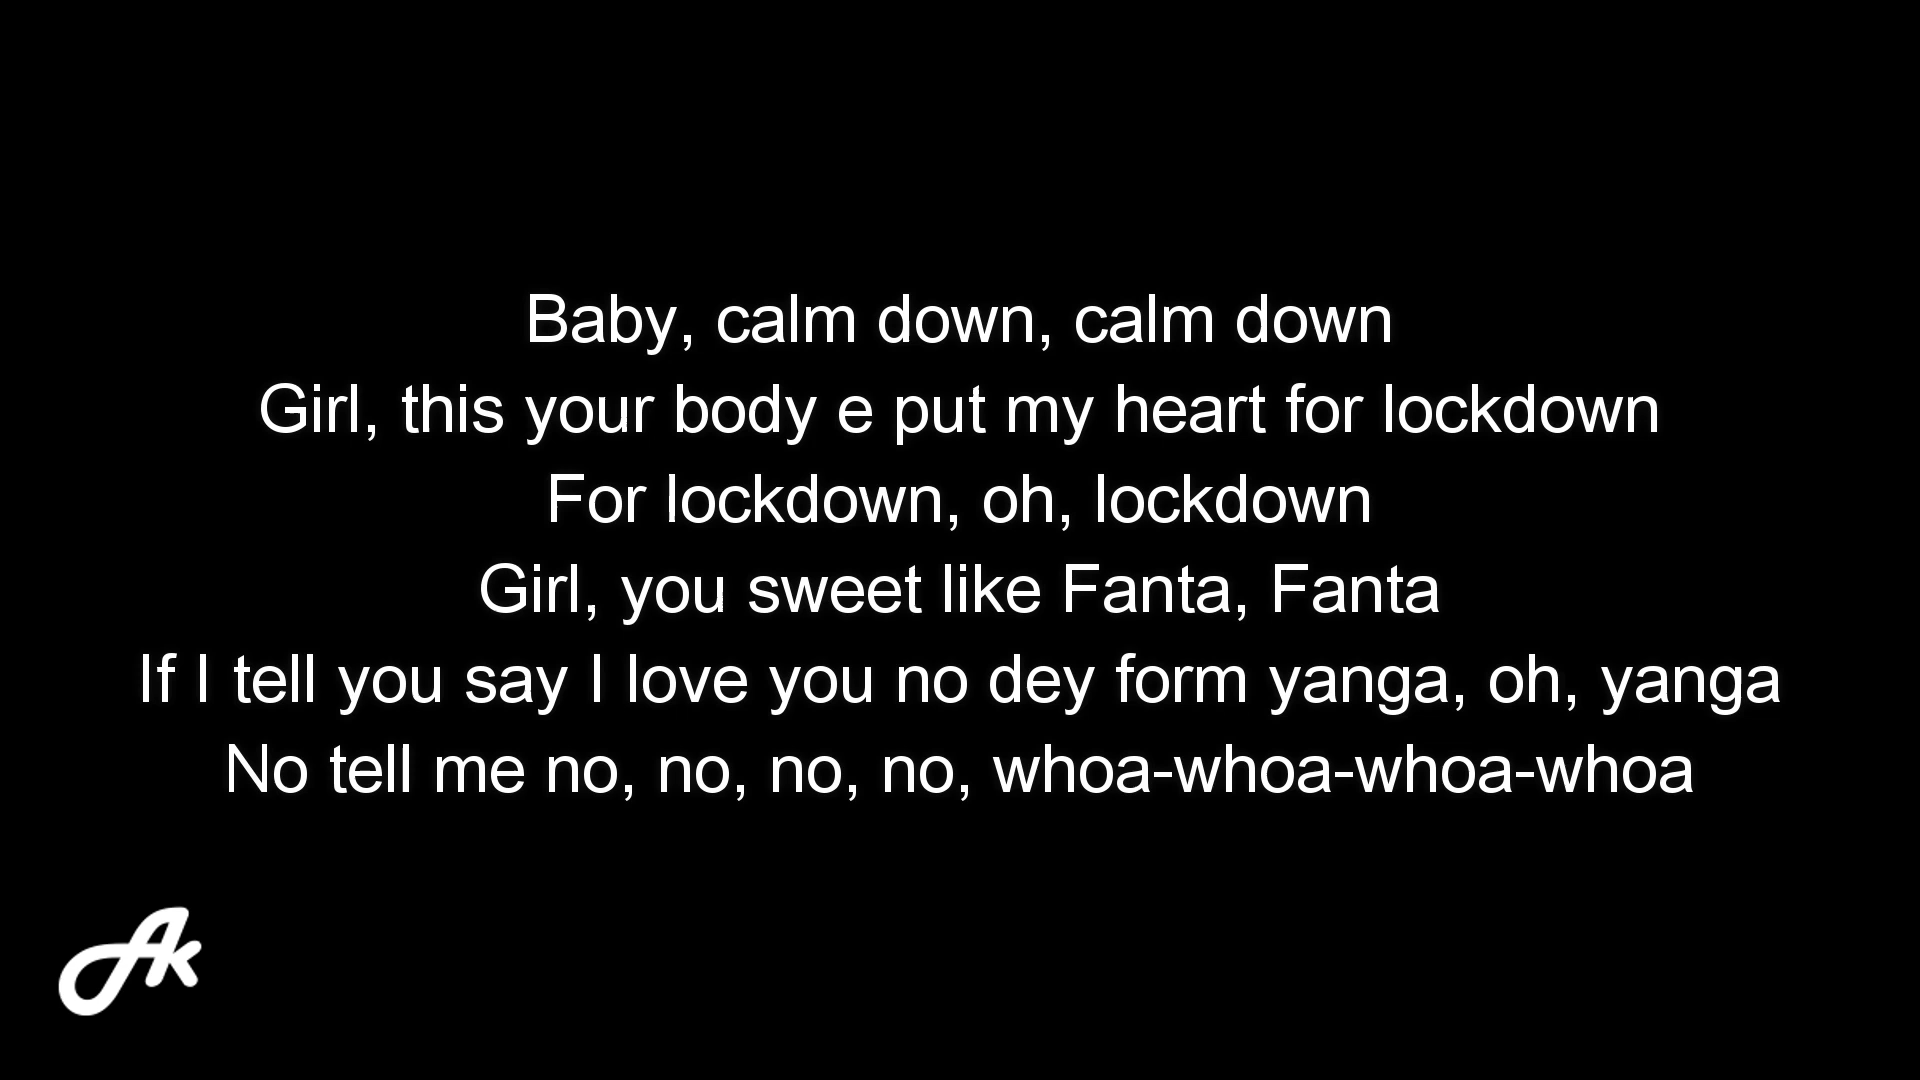 Baby, calm down, calm down
Girl, this your body e put my heart for lockdown
For lockdown, oh, lockdown
Girl, you sweet like Fanta, Fanta
If I tell you say I love you no dey form yanga, oh, yanga
No tell me no, no, no, no, whoa-whoa-whoa-whoa
Ak